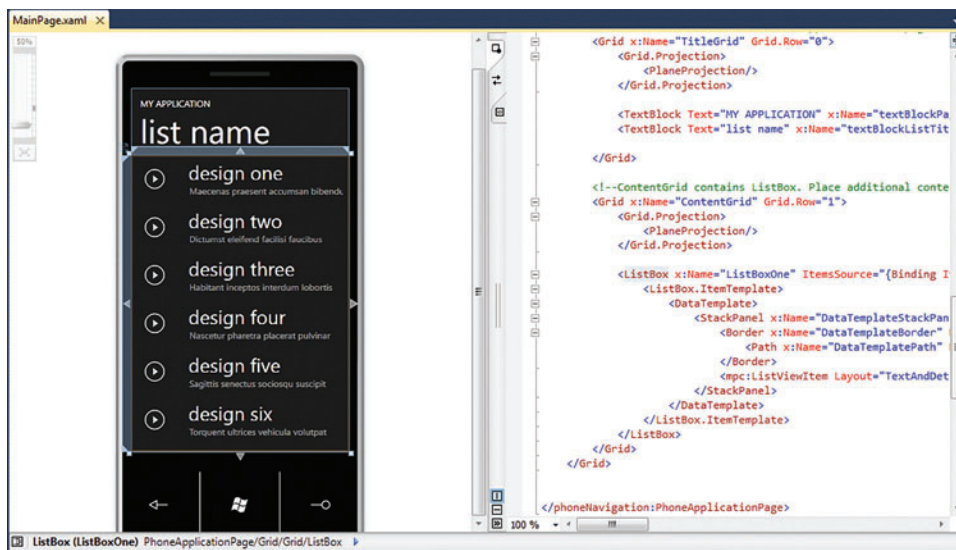 MainPage.xaml
50%
MY APPLICATION
list name
design one
Maecenas praesent accumsan bibendu
design two
Dictumst eleifend facilisi faucibus
design three
Habitant inceptos interdum lobortis
design four
Nascetur pharetra placerat pulvinar
design five
Sagittis senectus sociosqu suscipit
design six
Torquent ultrices vehicula volutpat
<Grid x:Name="TitleGrid" Grid.Row="0">
<Grid.Projection>
<PlaneProjection/>
</Grid.Projection>
<TextBlock Text="MY APPLICATION" x:Name="textBlockPa
<TextBlock Text="list name" x:Name="textBlockListTit
</Grid>
<!--ContentGrid contains ListBox. Place additional conte
<Grid x:Name="ContentGrid" Grid.Row="1">
<Grid.Projection>
<PlaneProjection/>
</Grid.Projection>
<ListBox x:Name="ListBoxOne" ItemsSource="{Binding I
<ListBox.ItemTemplate>
<DataTemplate>
<StackPanel x:Name="DataTemplateStackPan
<Border x:Name="DataTemplateBorder"
<Path x:Name="DataTemplatePath"
</Border>
<mpc:ListViewItem Layout="TextAndDet
</StackPanel>
</DataTemplate>
</ListBox.ItemTemplate>
</ListBox>
</Grid>
</Grid>
</phoneNavigation:PhoneApplicationPage>
100 %
ListBox (ListBoxOne) PhoneApplicationPage/Grid/Grid/ListBox